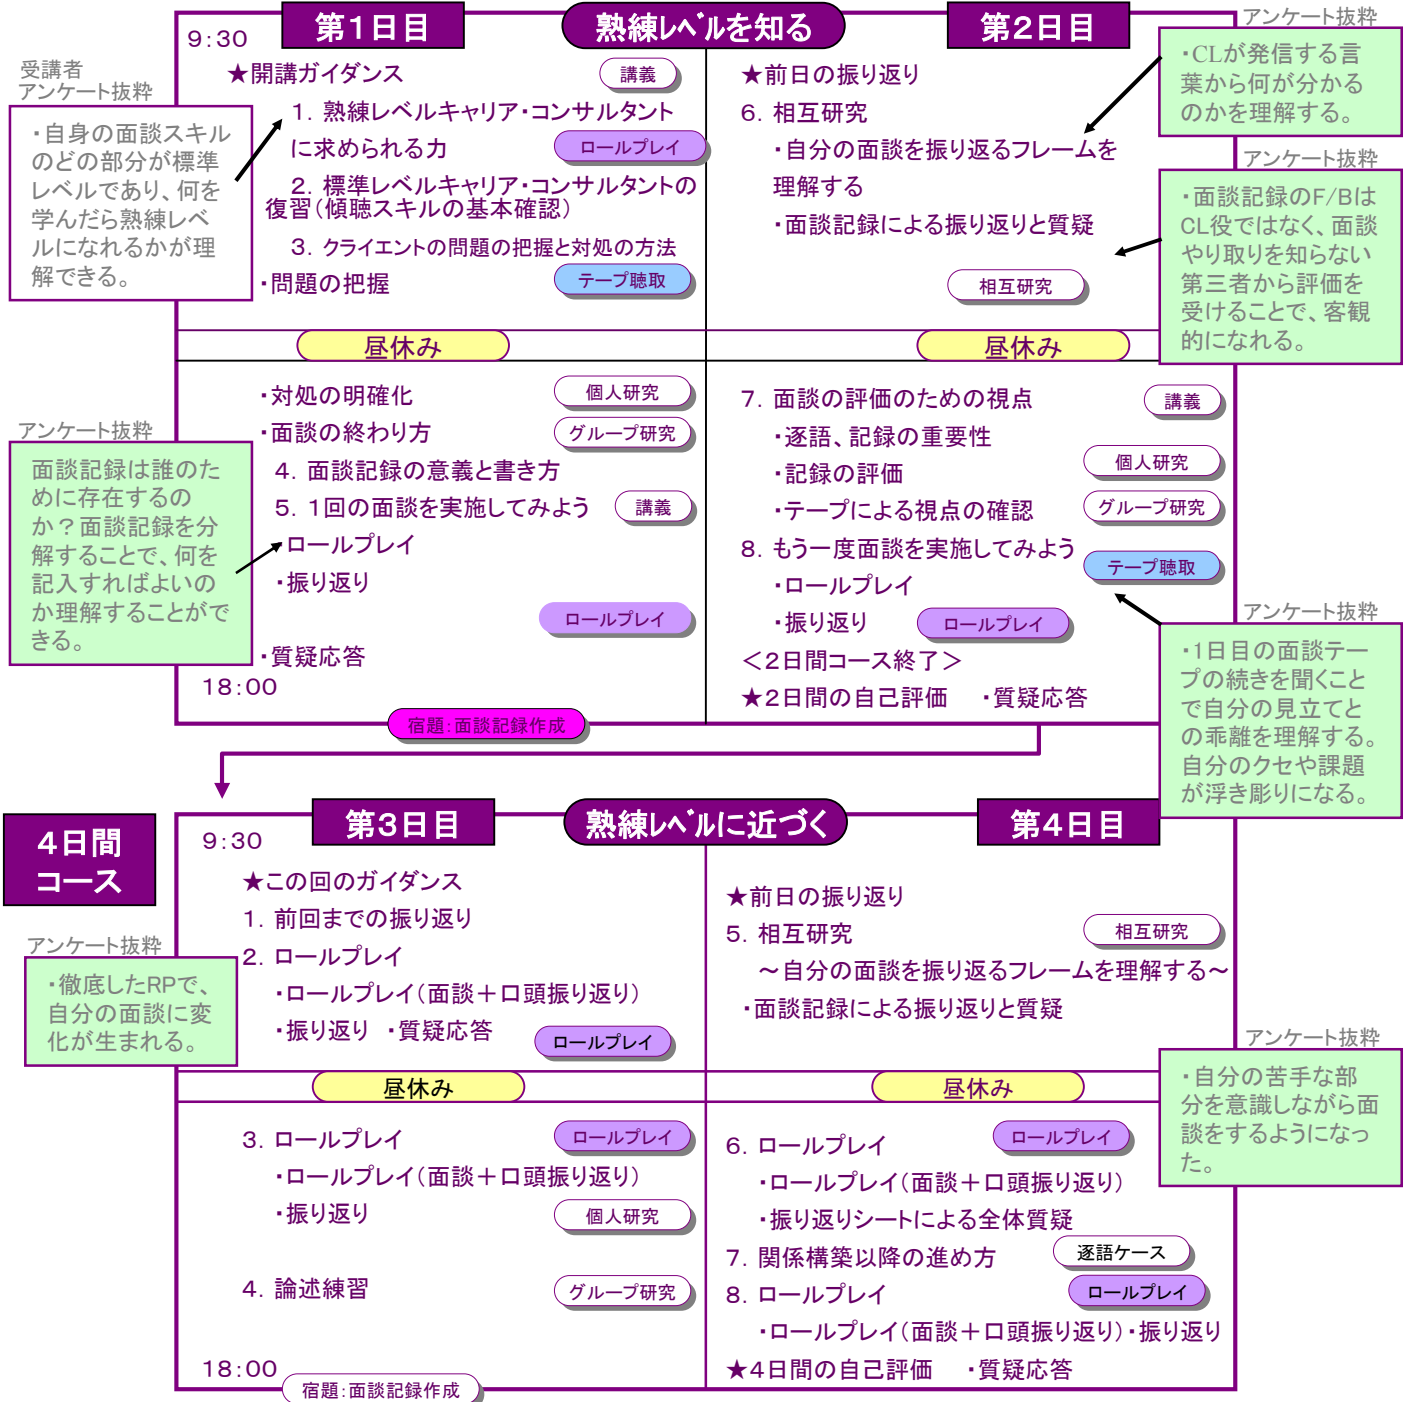 第1日目
熟練レベルを知る
第2日目
9:30
受講者
アンケート抜粋
・自身の面談スキル
のどの部分が標準
レベルであり、何を
学んだら熟練レベ
ルになれるかが理
解できる。
★開講ガイダンス
講義
1. 熟練レベルキャリア・コンサルタント
に求められる力
ロールプレイ
2. 標準レベルキャリア・コンサルタントの
復習(傾聴スキルの基本確認)
3. クライエントの問題の把握と対処の方法
・問題の把握
テープ聴取
★前日の振り返り
6. 相互研究
・自分の面談を振り返るフレームを
理解する
・面談記録による振り返りと質疑
相互研究
アンケート抜粋
・CLが発信する言
葉から何が分かる
のかを理解する。
アンケート抜粋
・面談記録のF/Bは
CL役ではなく、面談
やり取りを知らない
第三者から評価を
受けることで、客観
的になれる。
昼休み
昼休み
アンケート抜粋
面談記録は誰のた
めに存在するの
か？面談記録を分
解することで、何を
記入すればよいの
か理解することがで
きる。
・対処の明確化
個人研究
・面談の終わり方
グループ研究
4. 面談記録の意義と書き方
5. 1回の面談を実施してみよう
講義
・ロールプレイ
・振り返り
ロールプレイ
・質疑応答
18:00
宿題:面談記録作成
7. 面談の評価のための視点
講義
・逐語、記録の重要性
・記録の評価
個人研究
・テープによる視点の確認
グループ研究
8. もう一度面談を実施してみよう
テープ聴取
・ロールプレイ
・振り返り
ロールプレイ
<2日間コース終了>
★2日間の自己評価 ・質疑応答
アンケート抜粋
・1日目の面談テー
プの続きを聞くこと
で自分の見立てと
の乖離を理解する。
自分のクセや課題
が浮き彫りになる。
4日間
コース
第3日目
熟練レベルに近づく
第4日目
9:30
★この回のガイダンス
1. 前回までの振り返り
2. ロールプレイ
・ロールプレイ(面談+口頭振り返り)
・振り返り ・質疑応答
ロールプレイ
アンケート抜粋
・徹底したRPで、
自分の面談に変
化が生まれる。
★前日の振り返り
5. 相互研究
相互研究
～自分の面談を振り返るフレームを理解する～
・面談記録による振り返りと質疑
昼休み
昼休み
アンケート抜粋
・自分の苦手な部
分を意識しながら面
談をするようになっ
た。
3. ロールプレイ
ロールプレイ
・ロールプレイ(面談+口頭振り返り)
・振り返り
個人研究
4. 論述練習
グループ研究
18:00
宿題:面談記録作成
6. ロールプレイ
ロールプレイ
・ロールプレイ(面談+口頭振り返り)
・振り返りシートによる全体質疑
7. 関係構築以降の進め方
逐語ケース
8. ロールプレイ
ロールプレイ
・ロールプレイ(面談+口頭振り返り)・振り返り
★4日間の自己評価 ・質疑応答